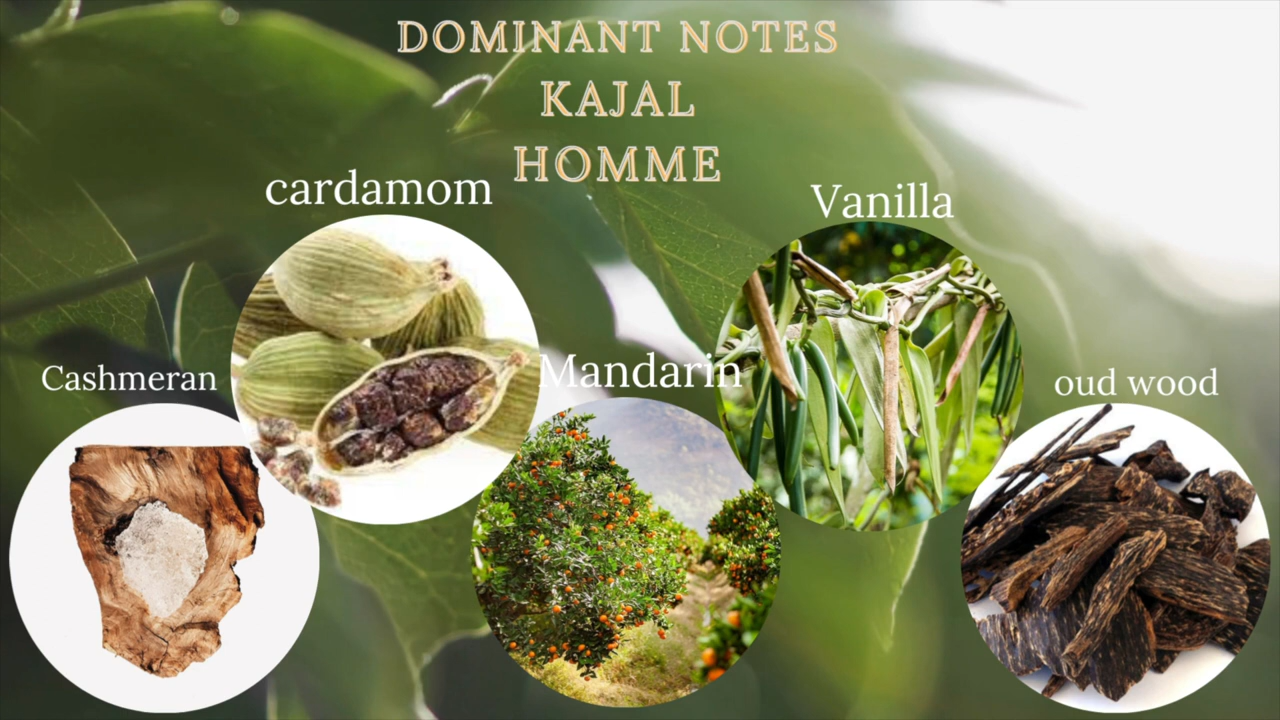 DOMINANT NOTES
KAJAL
HOMME
cardamom
Vanilla
Cashmeran
Mandarin
oud wood